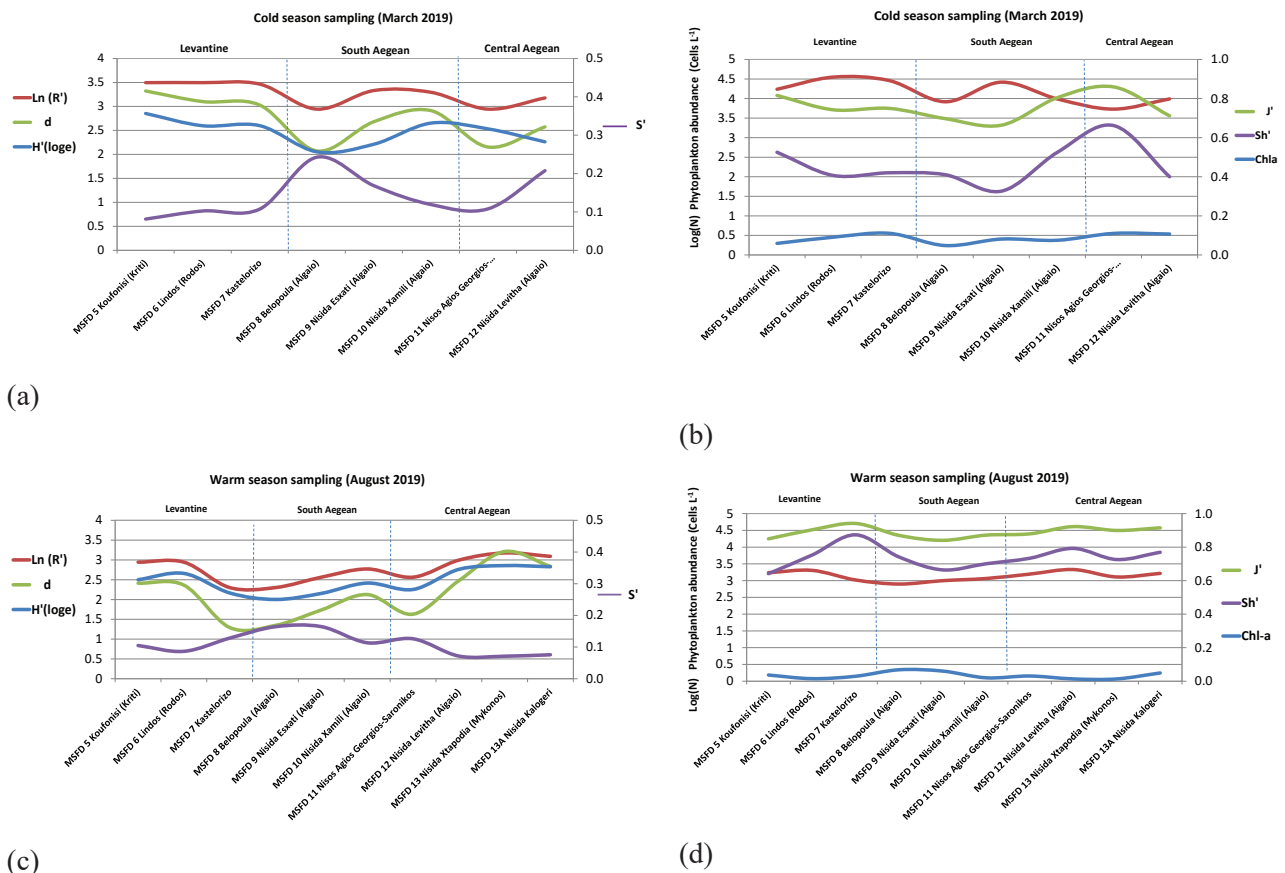 Cold season sampling (March 2019)
Levantine South Aegean Central Aegean
4
3.5
3
2.5
2
1.5
1
0.5
0
0.5
0.4
0.3
0.2
0.1
0.0
Ln (R')
d
H'(loge)
S'
MSFD 5 Koufonisi (Kriti)
MSFD 6 Lindos (Rodos)
MSFD 7 Kastelorizo
MSFD 8 Belopoula (Aigaio)
MSFD 9 Nisida Esxati (Aigaio)
MSFD 10 Nisida Xamili (Aigaio)
MSFD 11 Nisos Agios Georgios-...
MSFD 12 Nisida Levitha (Aigaio)
(a)
Cold season sampling (March 2019)
Levantine South Aegean Central Aegean
Log(N) Phytoplankton abundance (Cells L-1)
5
4.5
4
3.5
3
2.5
2
1.5
1
0.5
0
1.0
0.8
0.6
0.4
0.2
0.0
J'
Sh'
Chla
MSFD 5 Koufonisi (Kriti)
MSFD 6 Lindos (Rodos)
MSFD 7 Kastelorizo
MSFD 8 Belopoula (Aigaio)
MSFD 9 Nisida Esxati (Aigaio)
MSFD 10 Nisida Xamili (Aigaio)
MSFD 11 Nisos Agios Georgios-...
MSFD 12 Nisida Levitha (Aigaio)
(b)
Warm season sampling (August 2019)
Levantine South Aegean Central Aegean
4
3.5
3
2.5
2
1.5
1
0.5
0
0.5
0.4
0.3
0.2
0.1
0.0
Ln (R')
d
H'(loge)
S'
MSFD 5 Koufonisi (Kriti)
MSFD 6 Lindos (Rodos)
MSFD 7 Kastelorizo
MSFD 8 Belopoula (Aigaio)
MSFD 9 Nisida Esxati (Aigaio)
MSFD 10 Nisida Xamili (Aigaio)
MSFD 11 Nisos Agios Georgios-Saronikos
MSFD 12 Nisida Levitha (Aigaio)
MSFD 13 Nisida Xtapodia (Mykonos)
MSFD 13A Nisida Kalogeri
(c)
Warm season sampling (August 2019)
Levantine South Aegean Central Aegean
Log(N) Phytoplankton abundance (Cells L-1)
5
4.5
4
3.5
3
2.5
2
1.5
1
0.5
0
1.0
0.8
0.6
0.4
0.2
0.0
J'
Sh'
Chl-a
MSFD 5 Koufonisi (Kriti)
MSFD 6 Lindos (Rodos)
MSFD 7 Kastelorizo
MSFD 8 Belopoula (Aigaio)
MSFD 9 Nisida Esxati (Aigaio)
MSFD 10 Nisida Xamili (Aigaio)
MSFD 11 Nisos Agios Georgios-Saronikos
MSFD 12 Nisida Levitha (Aigaio)
MSFD 13 Nisida Xtapodia (Mykonos)
MSFD 13A Nisida Kalogeri
(d)